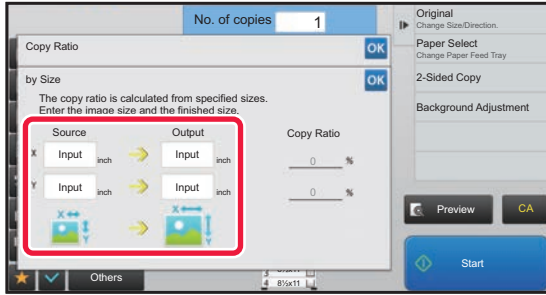 No. of copies 1
Original
Change Size/Direction.
Paper Select
Change Paper Feed Tray
2-Sided Copy
Background Adjustment
Copy Ratio
OK
by Size
OK
The copy ratio is calculated from specified sizes.
Enter the image size and the finished size.
Source Output Copy Ratio
X Input inch Input inch 0 %
Y Input inch Input inch 0 %
X X
Y Y
Preview CA
Start
Others
4 8½x11